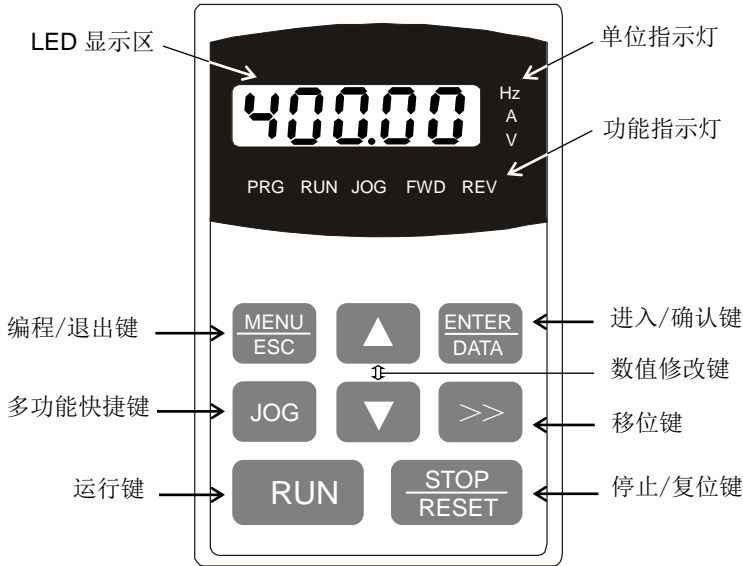 LED 显示区
单位指示灯
400.00
Hz
A
V
功能指示灯
PRG RUN JOG FWD REV
编程/退出键
MENU
ESC
▲
ENTER
DATA
进入/确认键
数值修改键
多功能快捷键
JOG
▼
>>
移位键
运行键
RUN
STOP
RESET
停止/复位键